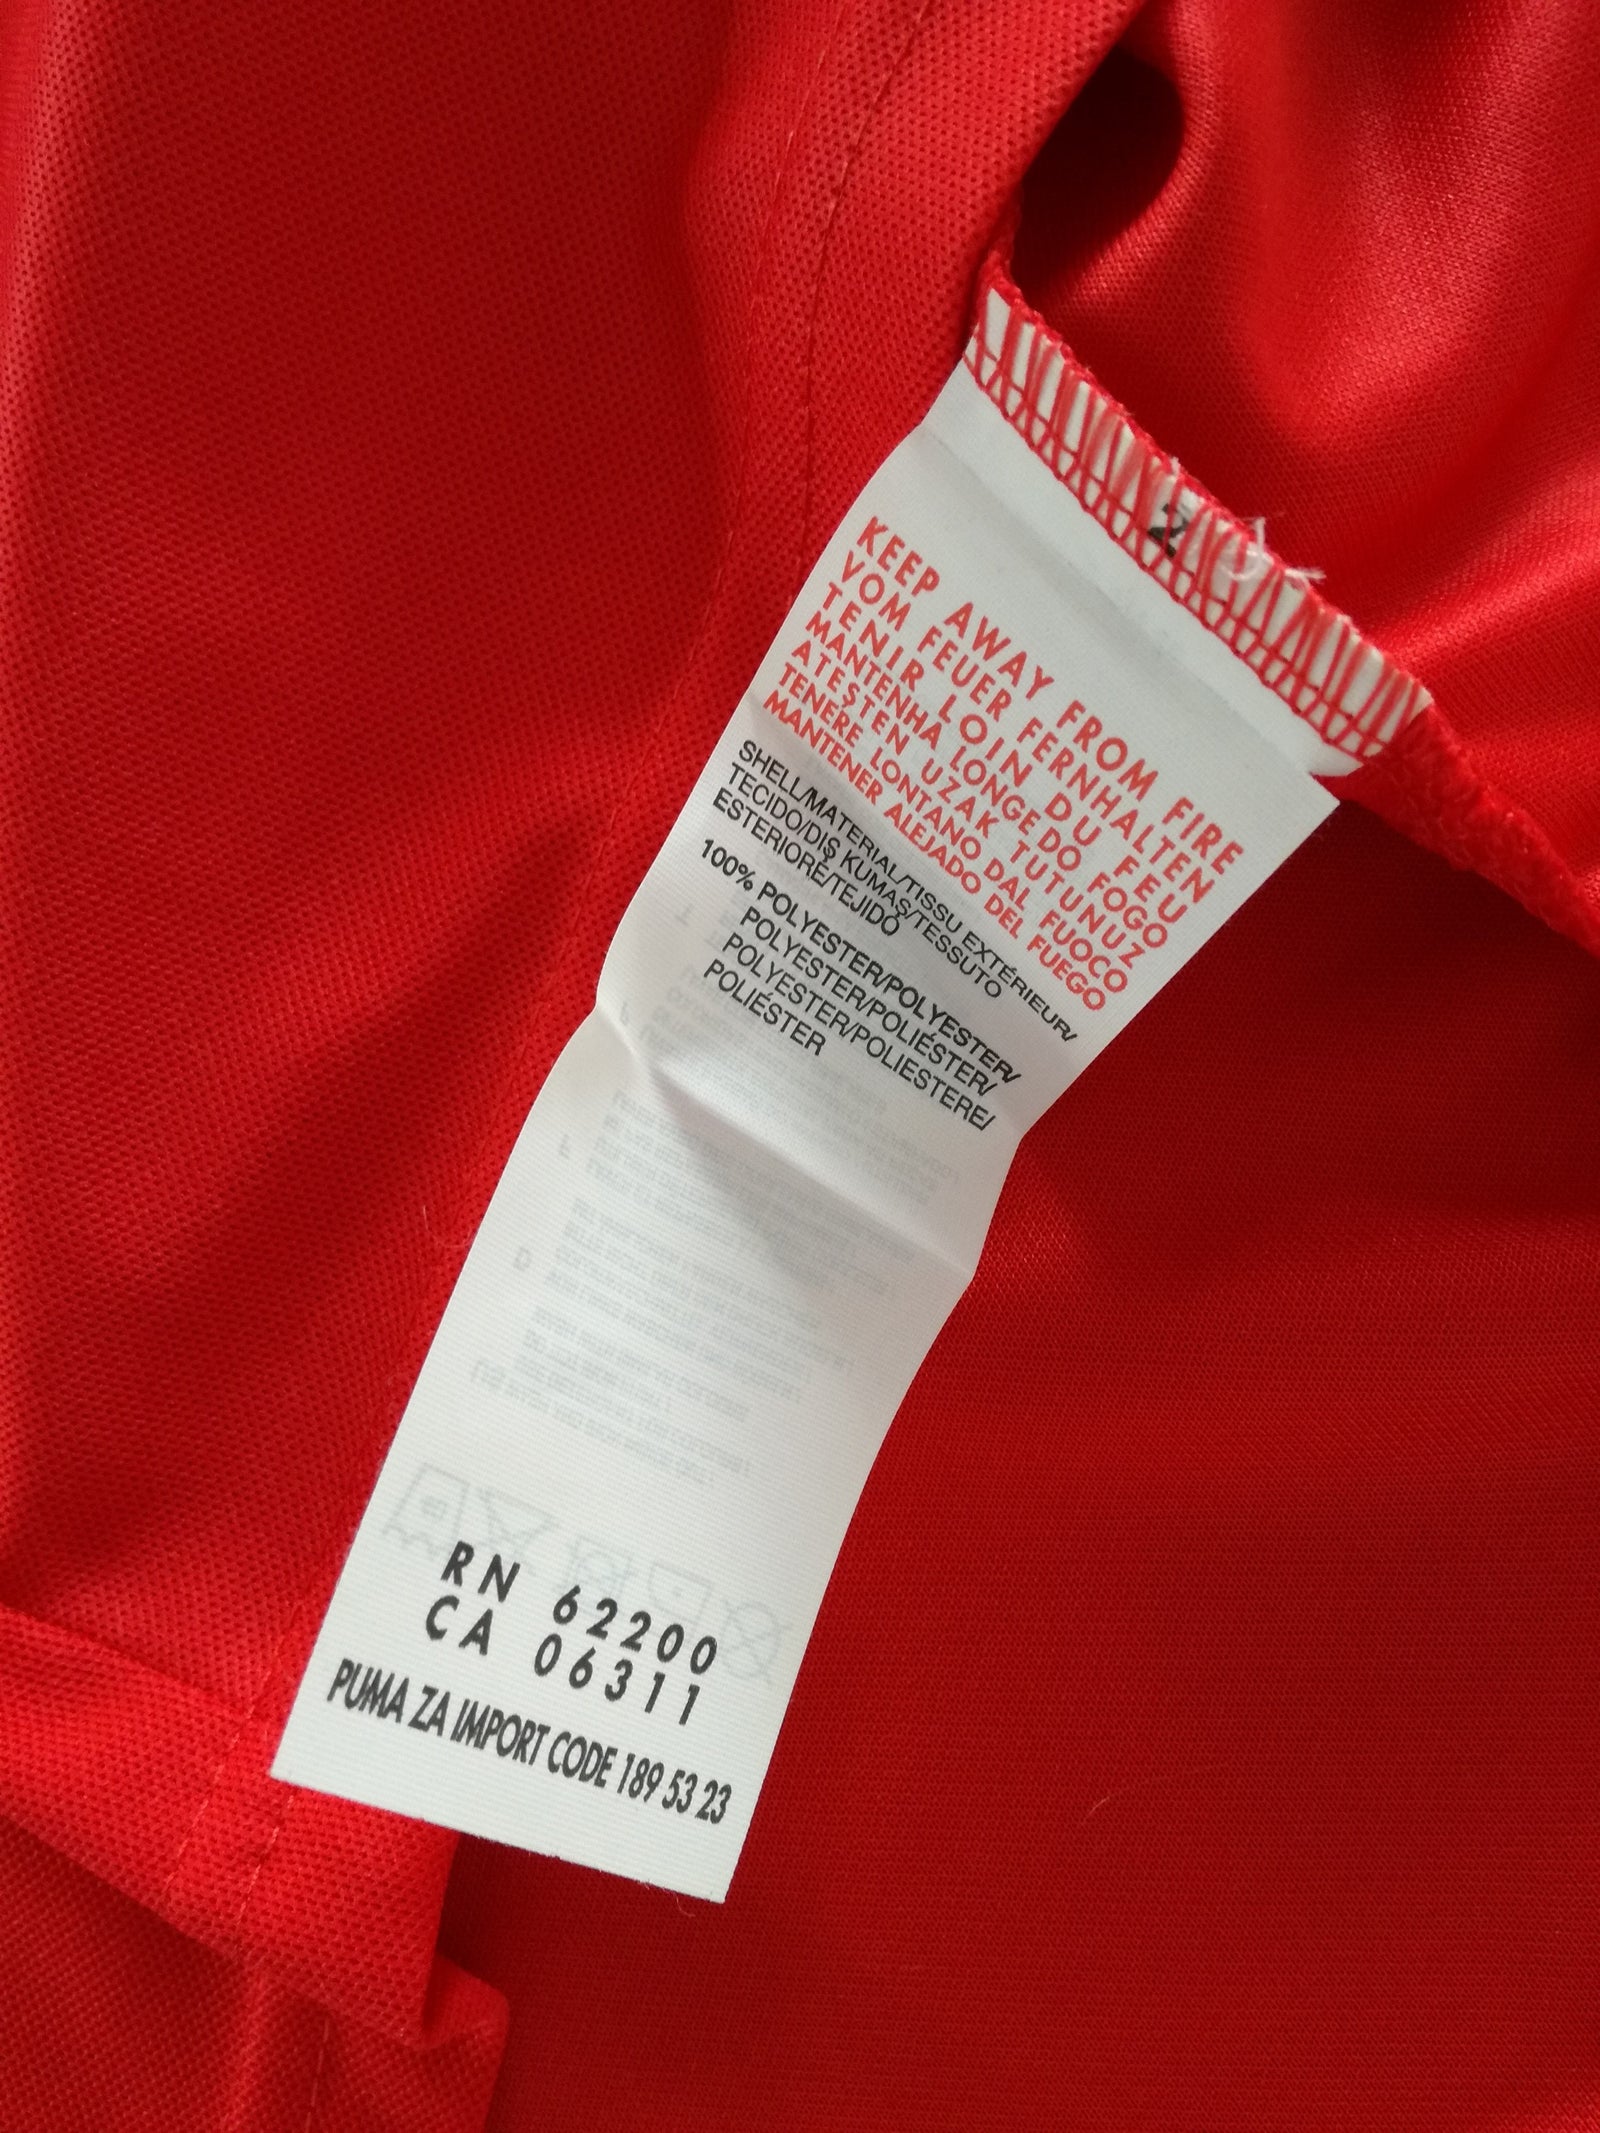 2
KEEP AWAY FROM FIRE
VOM FEUER FERNHALTEN
TENIR LOIN DU FEU
MANTENHA LONGE DO FOGO
ATEŞTEN UZAK TUTUNUZ
TENERE LONTANO DAL FUOCO
MANTENER ALEJADO DEL FUEGO
SHELL/MATERIAL/TISSU EXTÉRIEUR/
TECIDO/DIŞ KUMAŞ/TESSUTO
ESTERIORE/TEJIDO
100% POLYESTER/POLYESTER/
POLYESTER/POLIÉSTER/
POLYESTER/POLIESTERE/
POLIÉSTER
RN 62200
CA 06311
PUMA ZA IMPORT CODE 189 53 23